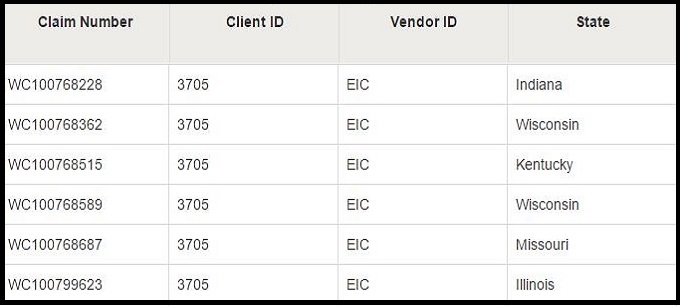 Claim Number Client ID Vendor ID State
WC100768228 3705 EIC Indiana
WC100768362 3705 EIC Wisconsin
WC100768515 3705 EIC Kentucky
WC100768589 3705 EIC Wisconsin
WC100768687 3705 EIC Missouri
WC100799623 3705 EIC Illinois